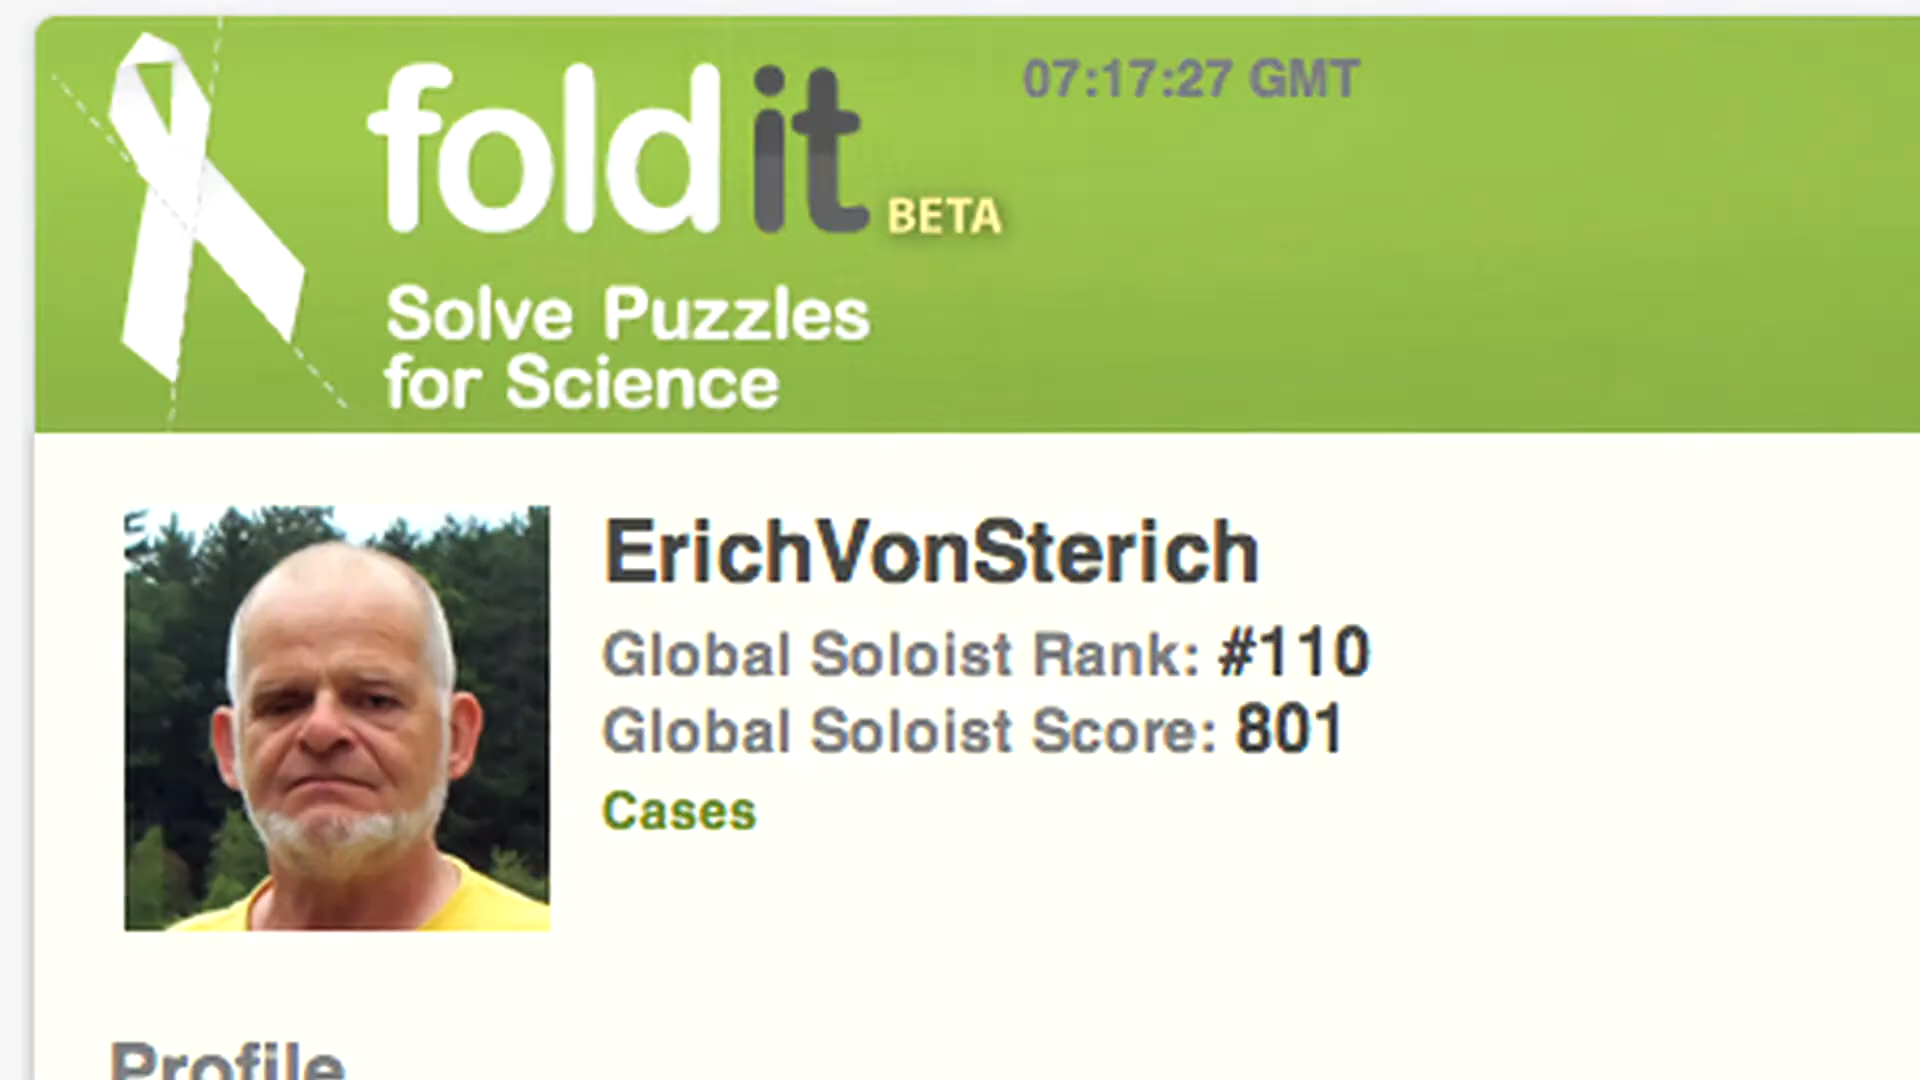 foldit BETA
07:17:27 GMT
Solve Puzzles
for Science
ErichVonSterich
Global Soloist Rank: #110
Global Soloist Score: 801
Cases
Profile